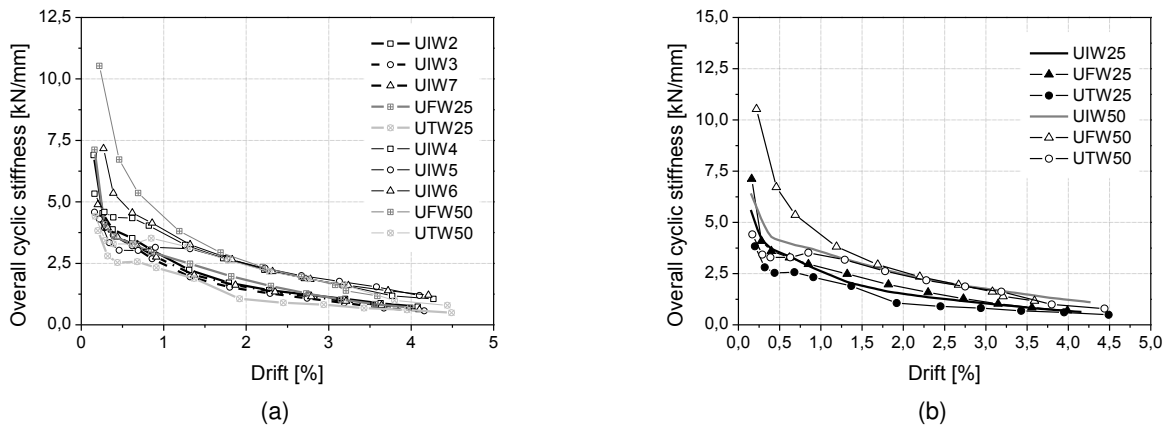 12,5
10,0
7,5
5,0
2,5
0,0
Overall cyclic stiffness [kN/mm]
0 1 2 3 4 5
Drift [%]
UIW2
UIW3
UIW7
UFW25
UTW25
UIW4
UIW5
UIW6
UFW50
UTW50
(a)
15,0
12,5
10,0
7,5
5,0
2,5
0,0
Overall cyclic stiffness [kN/mm]
0,0 0,5 1,0 1,5 2,0 2,5 3,0 3,5 4,0 4,5 5,0
Drift [%]
UIW25
UFW25
UTW25
UIW50
UFW50
UTW50
(b)